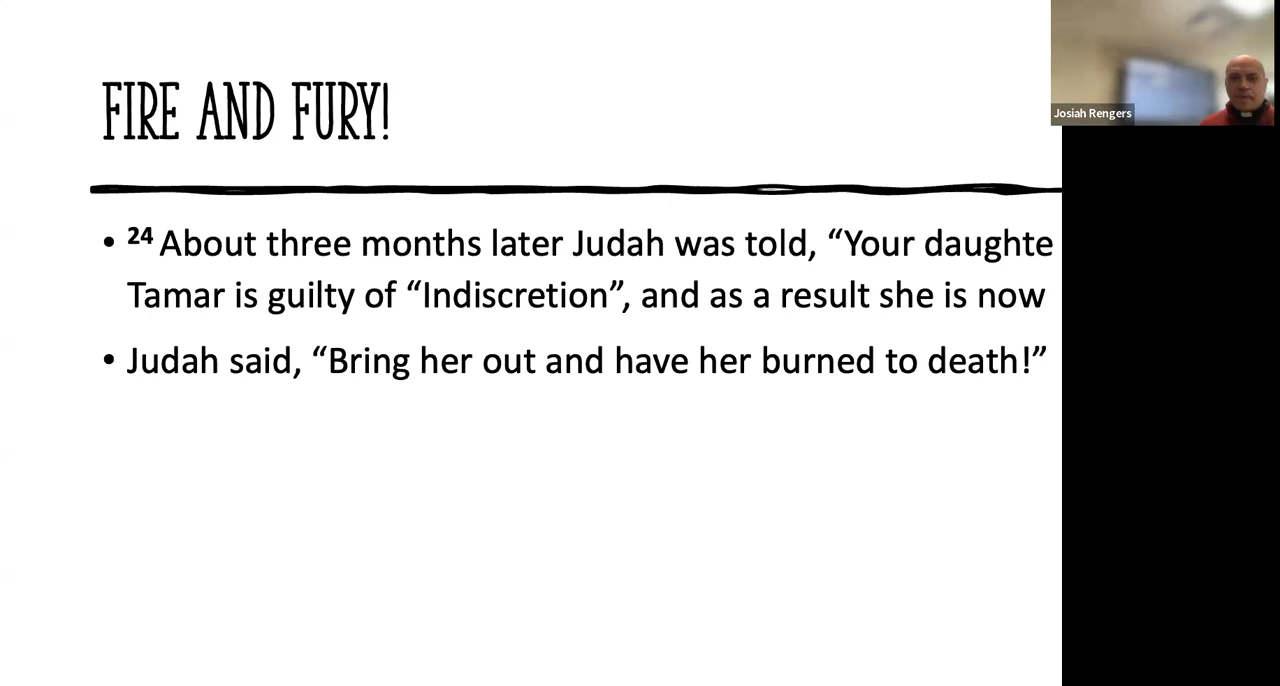 FIRE AND FURY!
Josiah Rengers
• ²⁴ About three months later Judah was told, “Your daughte
Tamar is guilty of “Indiscretion”, and as a result she is now
• Judah said, “Bring her out and have her burned to death!”